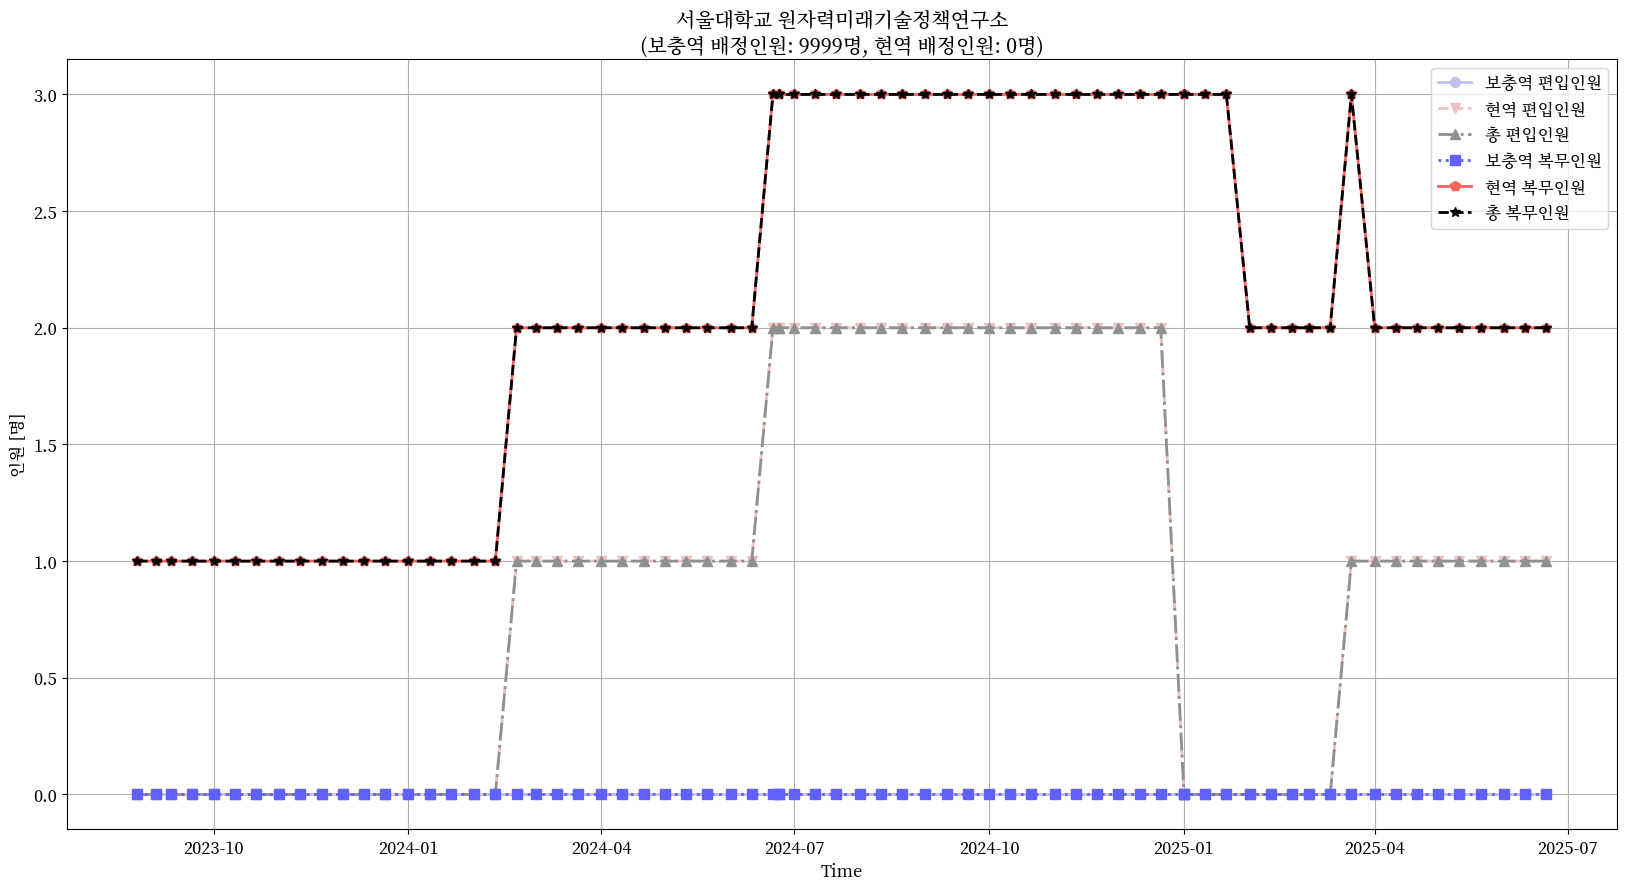 서울대학교 원자력미래기술정책연구소
(보충역 배정인원: 9999명, 현역 배정인원: 0명)
보충역 편입인원
현역 편입인원
총 편입인원
보충역 복무인원
현역 복무인원
총 복무인원
인원 [명]
3.0
2.5
2.0
1.5
1.0
0.5
0.0
2023-10
2024-01
2024-04
2024-07
2024-10
2025-01
2025-04
2025-07
Time